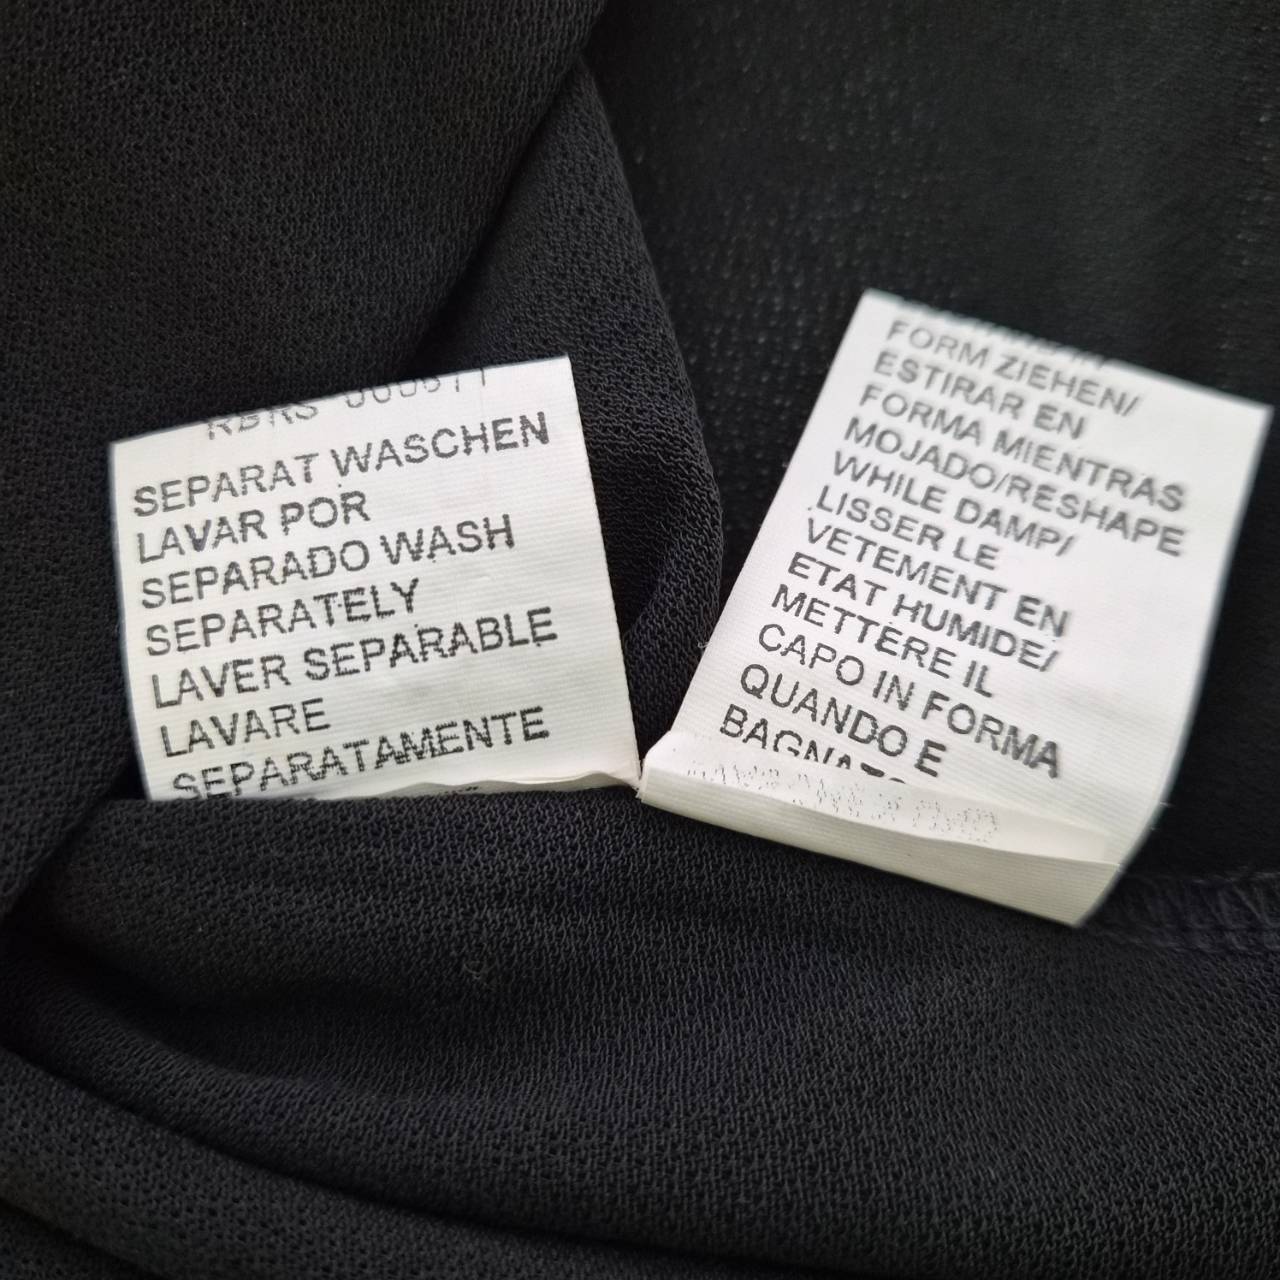 SEPARAT WASCHEN
LAVAR POR
SEPARADO WASH
SEPARATELY
LAVER SEPARABLE
LAVARE
SEPARATAMENTE
FORM ZIEHEN/
ESTIRAR EN
FORMA MIENTRAS
MOJADO/RESHAPE
WHILE DAMP/
LISSER LE
VETEMENT EN
ETAT HUMIDE/
METTERE IL
CAPO IN FORMA
QUANDO E